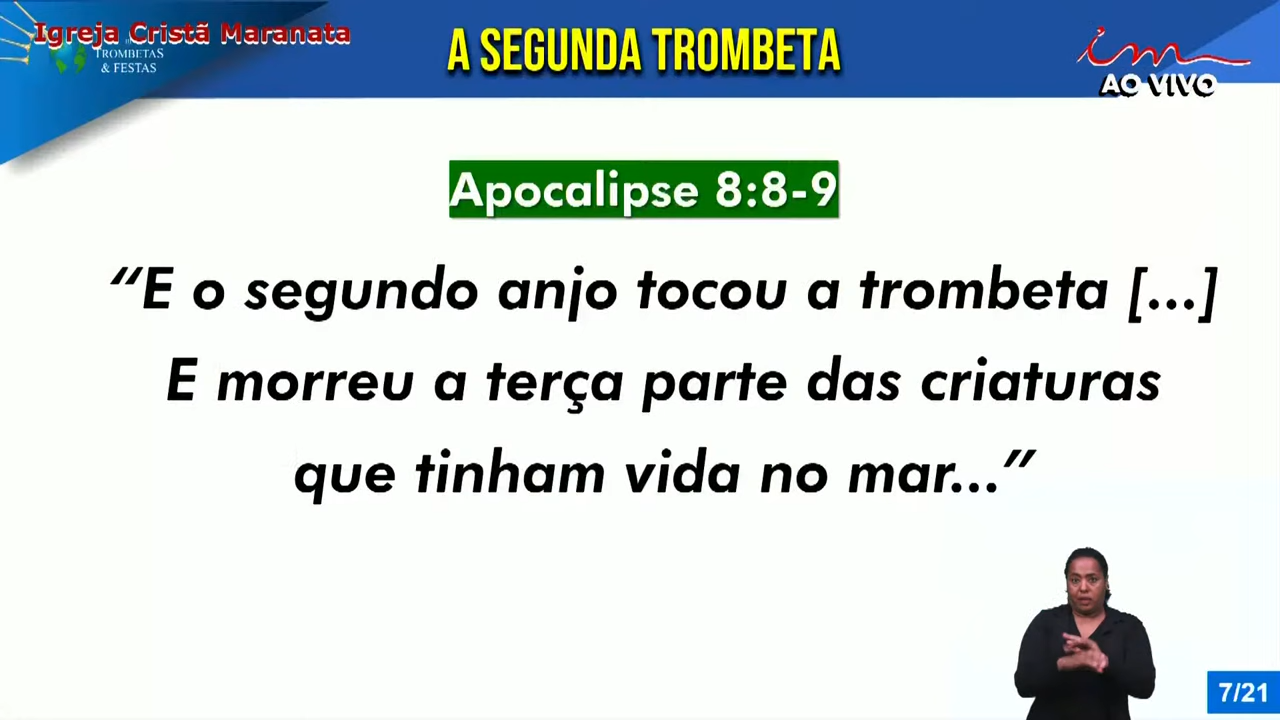 Igreja Cristã Maranata
TROMBETAS
& FESTAS
A SEGUNDA TROMBETA
im
AO VIVO
Apocalipse 8:8-9
“E o segundo anjo tocou a trombeta [...]
E morreu a terça parte das criaturas
que tinham vida no mar...”
7/21